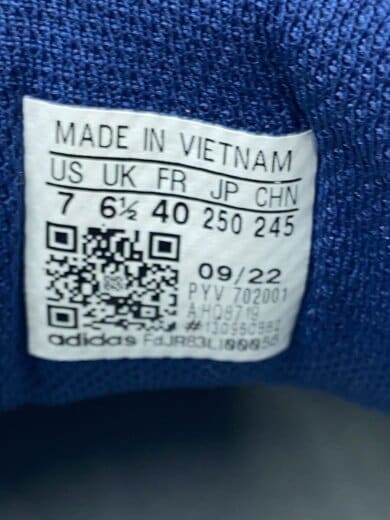 MADE IN VIETNAM
US UK FR JP CHN
7 6½ 40 250 245
09/22
PYV 702001
adidas